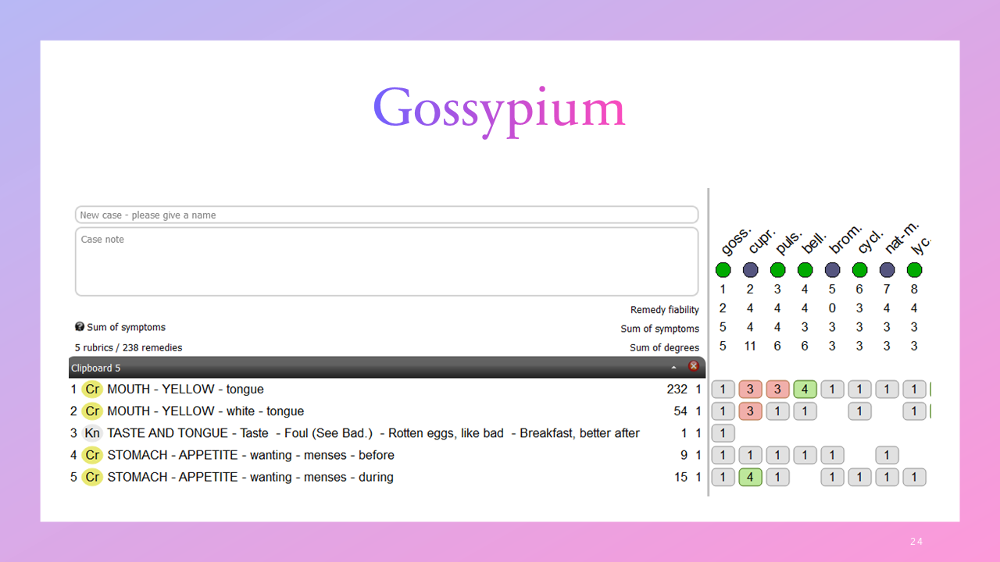 Gossypium
New case - please give a name
Case note
goss. cupr. puls. bell. brom. cycl. nat-m. lyc.
1 2 3 4 5 6 7 8
Remedy fiability 2 4 4 4 0 3 4 4
? Sum of symptoms Sum of symptoms 5 4 4 3 3 3 3 3
5 rubrics / 238 remedies Sum of degrees 5 11 6 6 3 3 3 3
Clipboard 5
1 Cr MOUTH - YELLOW - tongue 232 1 1 3 3 4 1 1 1 1
2 Cr MOUTH - YELLOW - white - tongue 54 1 1 3 1 1 1 1
3 Kn TASTE AND TONGUE - Taste - Foul (See Bad.) - Rotten eggs, like bad - Breakfast, better after 1 1 1
4 Cr STOMACH - APPETITE - wanting - menses - before 9 1 1 1 1 1 1 1
5 Cr STOMACH - APPETITE - wanting - menses - during 15 1 1 4 1 1 1 1 1
24